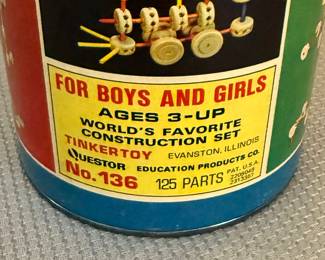 FOR BOYS AND GIRLS
AGES 3-UP
WORLD'S FAVORITE
CONSTRUCTION SET
TINKERTOY EVANSTON, ILLINOIS
QUESTOR EDUCATION PRODUCTS CO.
No. 136 125 PARTS PAT. U.S.A.